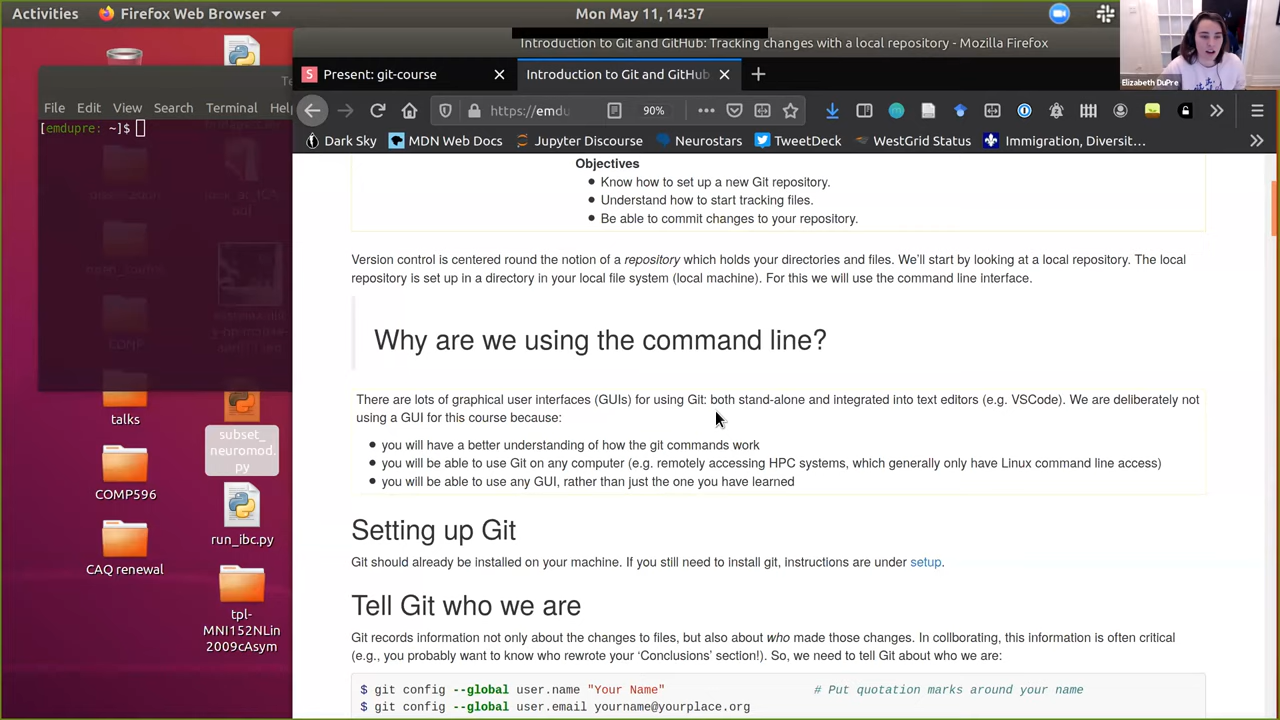 Activities
Firefox Web Browser
Mon May 11, 14:37
Elizabeth DuPre
Introduction to Git and GitHub: Tracking changes with a local repository - Mozilla Firefox
Present: git-course
Introduction to Git and GitHub
https://emdu
90%
Dark Sky
MDN Web Docs
Jupyter Discourse
Neurostars
TweetDeck
WestGrid Status
Immigration, Diversit…
File Edit View Search Terminal Help
[emdupre: ~]$
talks
subset_
neuromod.
py
COMP596
run_ibc.py
CAQ renewal
tpl-
MNI152NLin
2009cAsym
Objectives
Know how to set up a new Git repository.
Understand how to start tracking files.
Be able to commit changes to your repository.
Version control is centered round the notion of a repository which holds your directories and files. We'll start by looking at a local repository. The local
repository is set up in a directory in your local file system (local machine). For this we will use the command line interface.
Why are we using the command line?
There are lots of graphical user interfaces (GUIs) for using Git: both stand-alone and integrated into text editors (e.g. VSCode). We are deliberately not
using a GUI for this course because:
you will have a better understanding of how the git commands work
you will be able to use Git on any computer (e.g. remotely accessing HPC systems, which generally only have Linux command line access)
you will be able to use any GUI, rather than just the one you have learned
Setting up Git
Git should already be installed on your machine. If you still need to install git, instructions are under setup.
Tell Git who we are
Git records information not only about the changes to files, but also about who made those changes. In collborating, this information is often critical
(e.g., you probably want to know who rewrote your 'Conclusions' section!). So, we need to tell Git about who we are:
$ git config --global user.name "Your Name" # Put quotation marks around your name
$ git config --global user.email yourname@yourplace.org